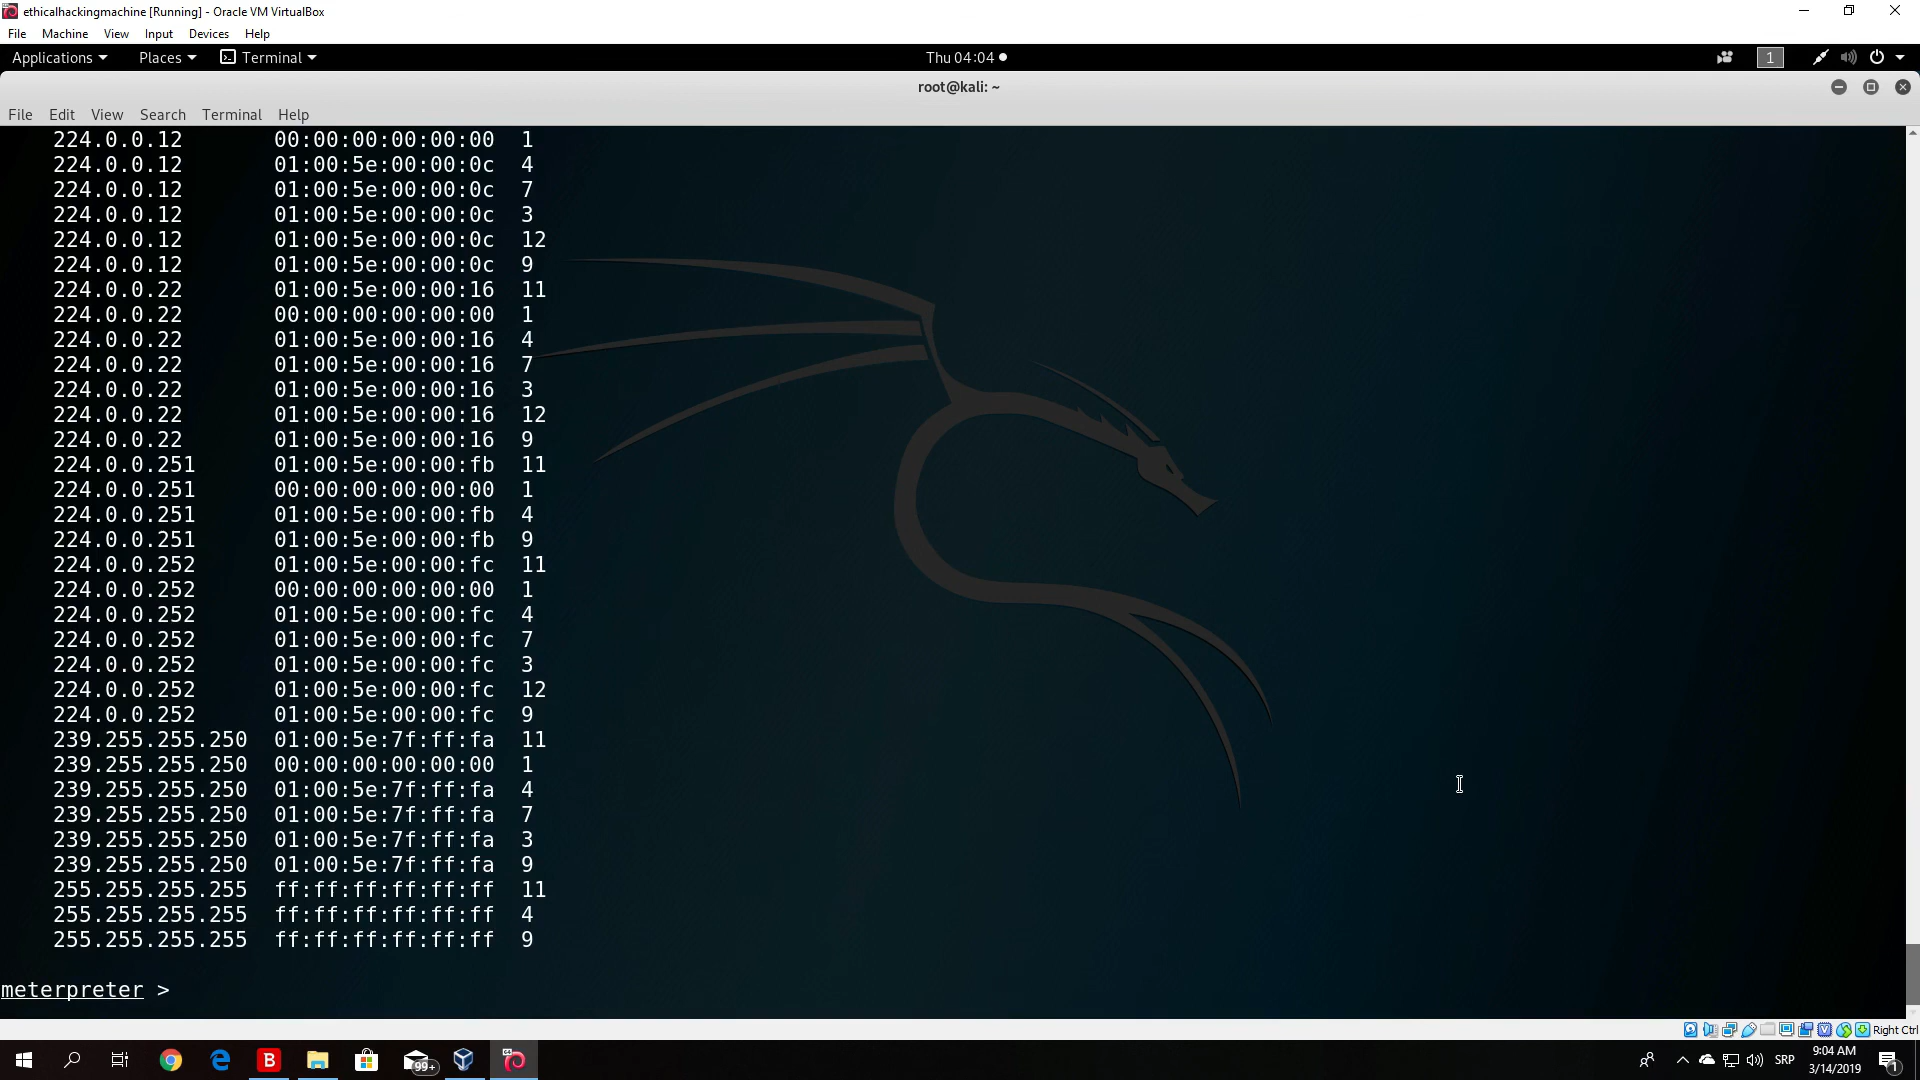 ethicalhackingmachine [Running] - Oracle VM VirtualBox
File Machine View Input Devices Help
Applications Places Terminal Thu 04:04 1
root@kali: ~
File Edit View Search Terminal Help
224.0.0.12 00:00:00:00:00:00 1
224.0.0.12 01:00:5e:00:00:0c 4
224.0.0.12 01:00:5e:00:00:0c 7
224.0.0.12 01:00:5e:00:00:0c 3
224.0.0.12 01:00:5e:00:00:0c 12
224.0.0.12 01:00:5e:00:00:0c 9
224.0.0.22 01:00:5e:00:00:16 11
224.0.0.22 00:00:00:00:00:00 1
224.0.0.22 01:00:5e:00:00:16 4
224.0.0.22 01:00:5e:00:00:16 7
224.0.0.22 01:00:5e:00:00:16 3
224.0.0.22 01:00:5e:00:00:16 12
224.0.0.22 01:00:5e:00:00:16 9
224.0.0.251 01:00:5e:00:00:fb 11
224.0.0.251 00:00:00:00:00:00 1
224.0.0.251 01:00:5e:00:00:fb 4
224.0.0.251 01:00:5e:00:00:fb 9
224.0.0.252 01:00:5e:00:00:fc 11
224.0.0.252 00:00:00:00:00:00 1
224.0.0.252 01:00:5e:00:00:fc 4
224.0.0.252 01:00:5e:00:00:fc 7
224.0.0.252 01:00:5e:00:00:fc 3
224.0.0.252 01:00:5e:00:00:fc 12
224.0.0.252 01:00:5e:00:00:fc 9
239.255.255.250 01:00:5e:7f:ff:fa 11
239.255.255.250 00:00:00:00:00:00 1
239.255.255.250 01:00:5e:7f:ff:fa 4
239.255.255.250 01:00:5e:7f:ff:fa 7
239.255.255.250 01:00:5e:7f:ff:fa 3
239.255.255.250 01:00:5e:7f:ff:fa 9
255.255.255.255 ff:ff:ff:ff:ff:ff 11
255.255.255.255 ff:ff:ff:ff:ff:ff 4
255.255.255.255 ff:ff:ff:ff:ff:ff 9
meterpreter >
Right Ctrl
B 99+ SRP 9:04 AM 1
3/14/2019